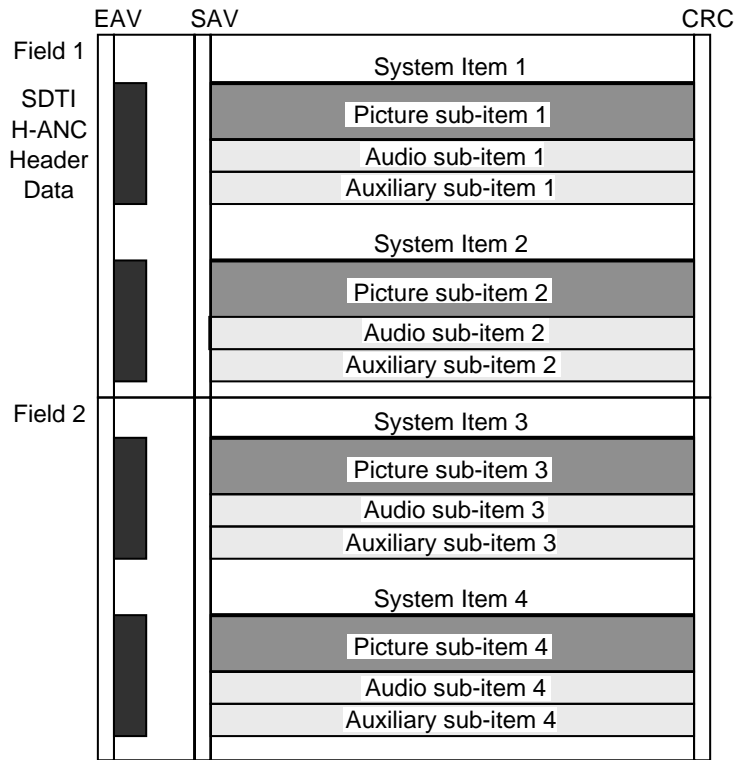 EAV SAV CRC
Field 1
System Item 1
SDTI
H-ANC
Header
Data
Picture sub-item 1
Audio sub-item 1
Auxiliary sub-item 1
System Item 2
Picture sub-item 2
Audio sub-item 2
Auxiliary sub-item 2
Field 2
System Item 3
Picture sub-item 3
Audio sub-item 3
Auxiliary sub-item 3
System Item 4
Picture sub-item 4
Audio sub-item 4
Auxiliary sub-item 4